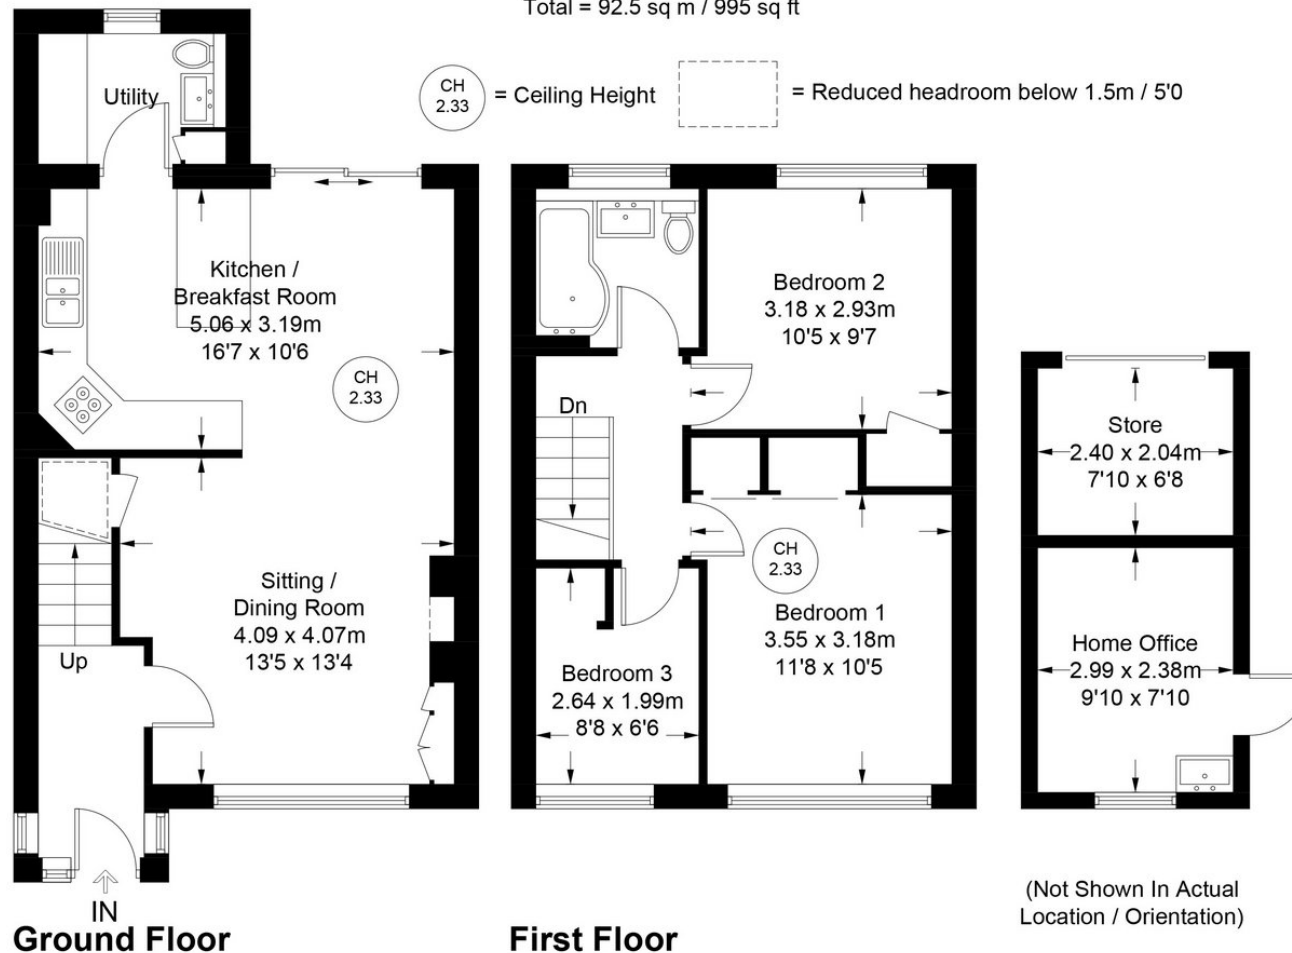 Total = 92.5 sq m / 995 sq ft
CH
2.33
= Ceiling Height
= Reduced headroom below 1.5m / 5'0
Utility
Kitchen /
Breakfast Room
5.06 x 3.19m
16'7 x 10'6
CH
2.33
Sitting /
Dining Room
4.09 x 4.07m
13'5 x 13'4
Up
IN
Ground Floor
Bedroom 2
3.18 x 2.93m
10'5 x 9'7
Dn
CH
2.33
Bedroom 1
3.55 x 3.18m
11'8 x 10'5
Bedroom 3
2.64 x 1.99m
8'8 x 6'6
First Floor
Store
2.40 x 2.04m
7'10 x 6'8
Home Office
2.99 x 2.38m
9'10 x 7'10
(Not Shown In Actual
Location / Orientation)